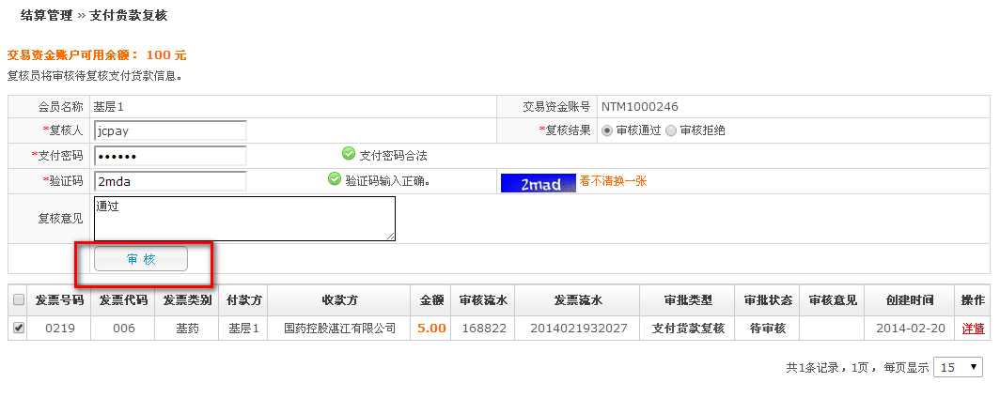 结算管理 » 支付货款复核
交易资金账户可用余额： 100 元
复核员将审核待复核支付货款信息。
会员名称 基层1 交易资金账号 NTM1000246
*复核人 jcpay *复核结果 审核通过 审核拒绝
*支付密码 •••••• 支付密码合法
*验证码 2mda 验证码输入正确。 2mad 看不清换一张
复核意见 通过
审 核
发票号码 发票代码 发票类别 付款方 收款方 金额 审核流水 发票流水 审批类型 审批状态 审核意见 创建时间 操作
0219 006 基药 基层1 国药控股湛江有限公司 5.00 168822 2014021932027 支付货款复核 待审核 2014-02-20 详情
共1条记录，1页， 每页显示 15